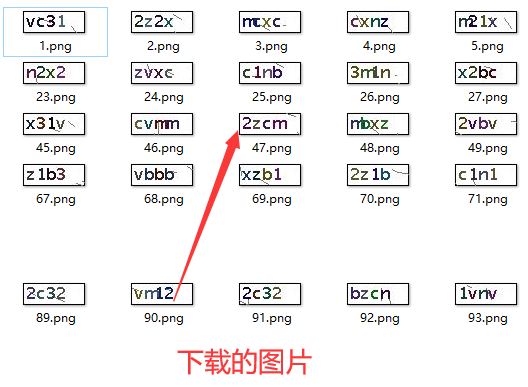 vc31 2z2x mcxc cxnz m21x
1.png 2.png 3.png 4.png 5.png
n2x2 zvxc c1nb 3m1n x2bc
23.png 24.png 25.png 26.png 27.png
x31v cvmm 2zcm mbxz 2vbv
45.png 46.png 47.png 48.png 49.png
z1b3 vbbb xzb1 2z1b c1n1
67.png 68.png 69.png 70.png 71.png
2c32 vm12 2c32 bzcn 1vnv
89.png 90.png 91.png 92.png 93.png
下载的图片